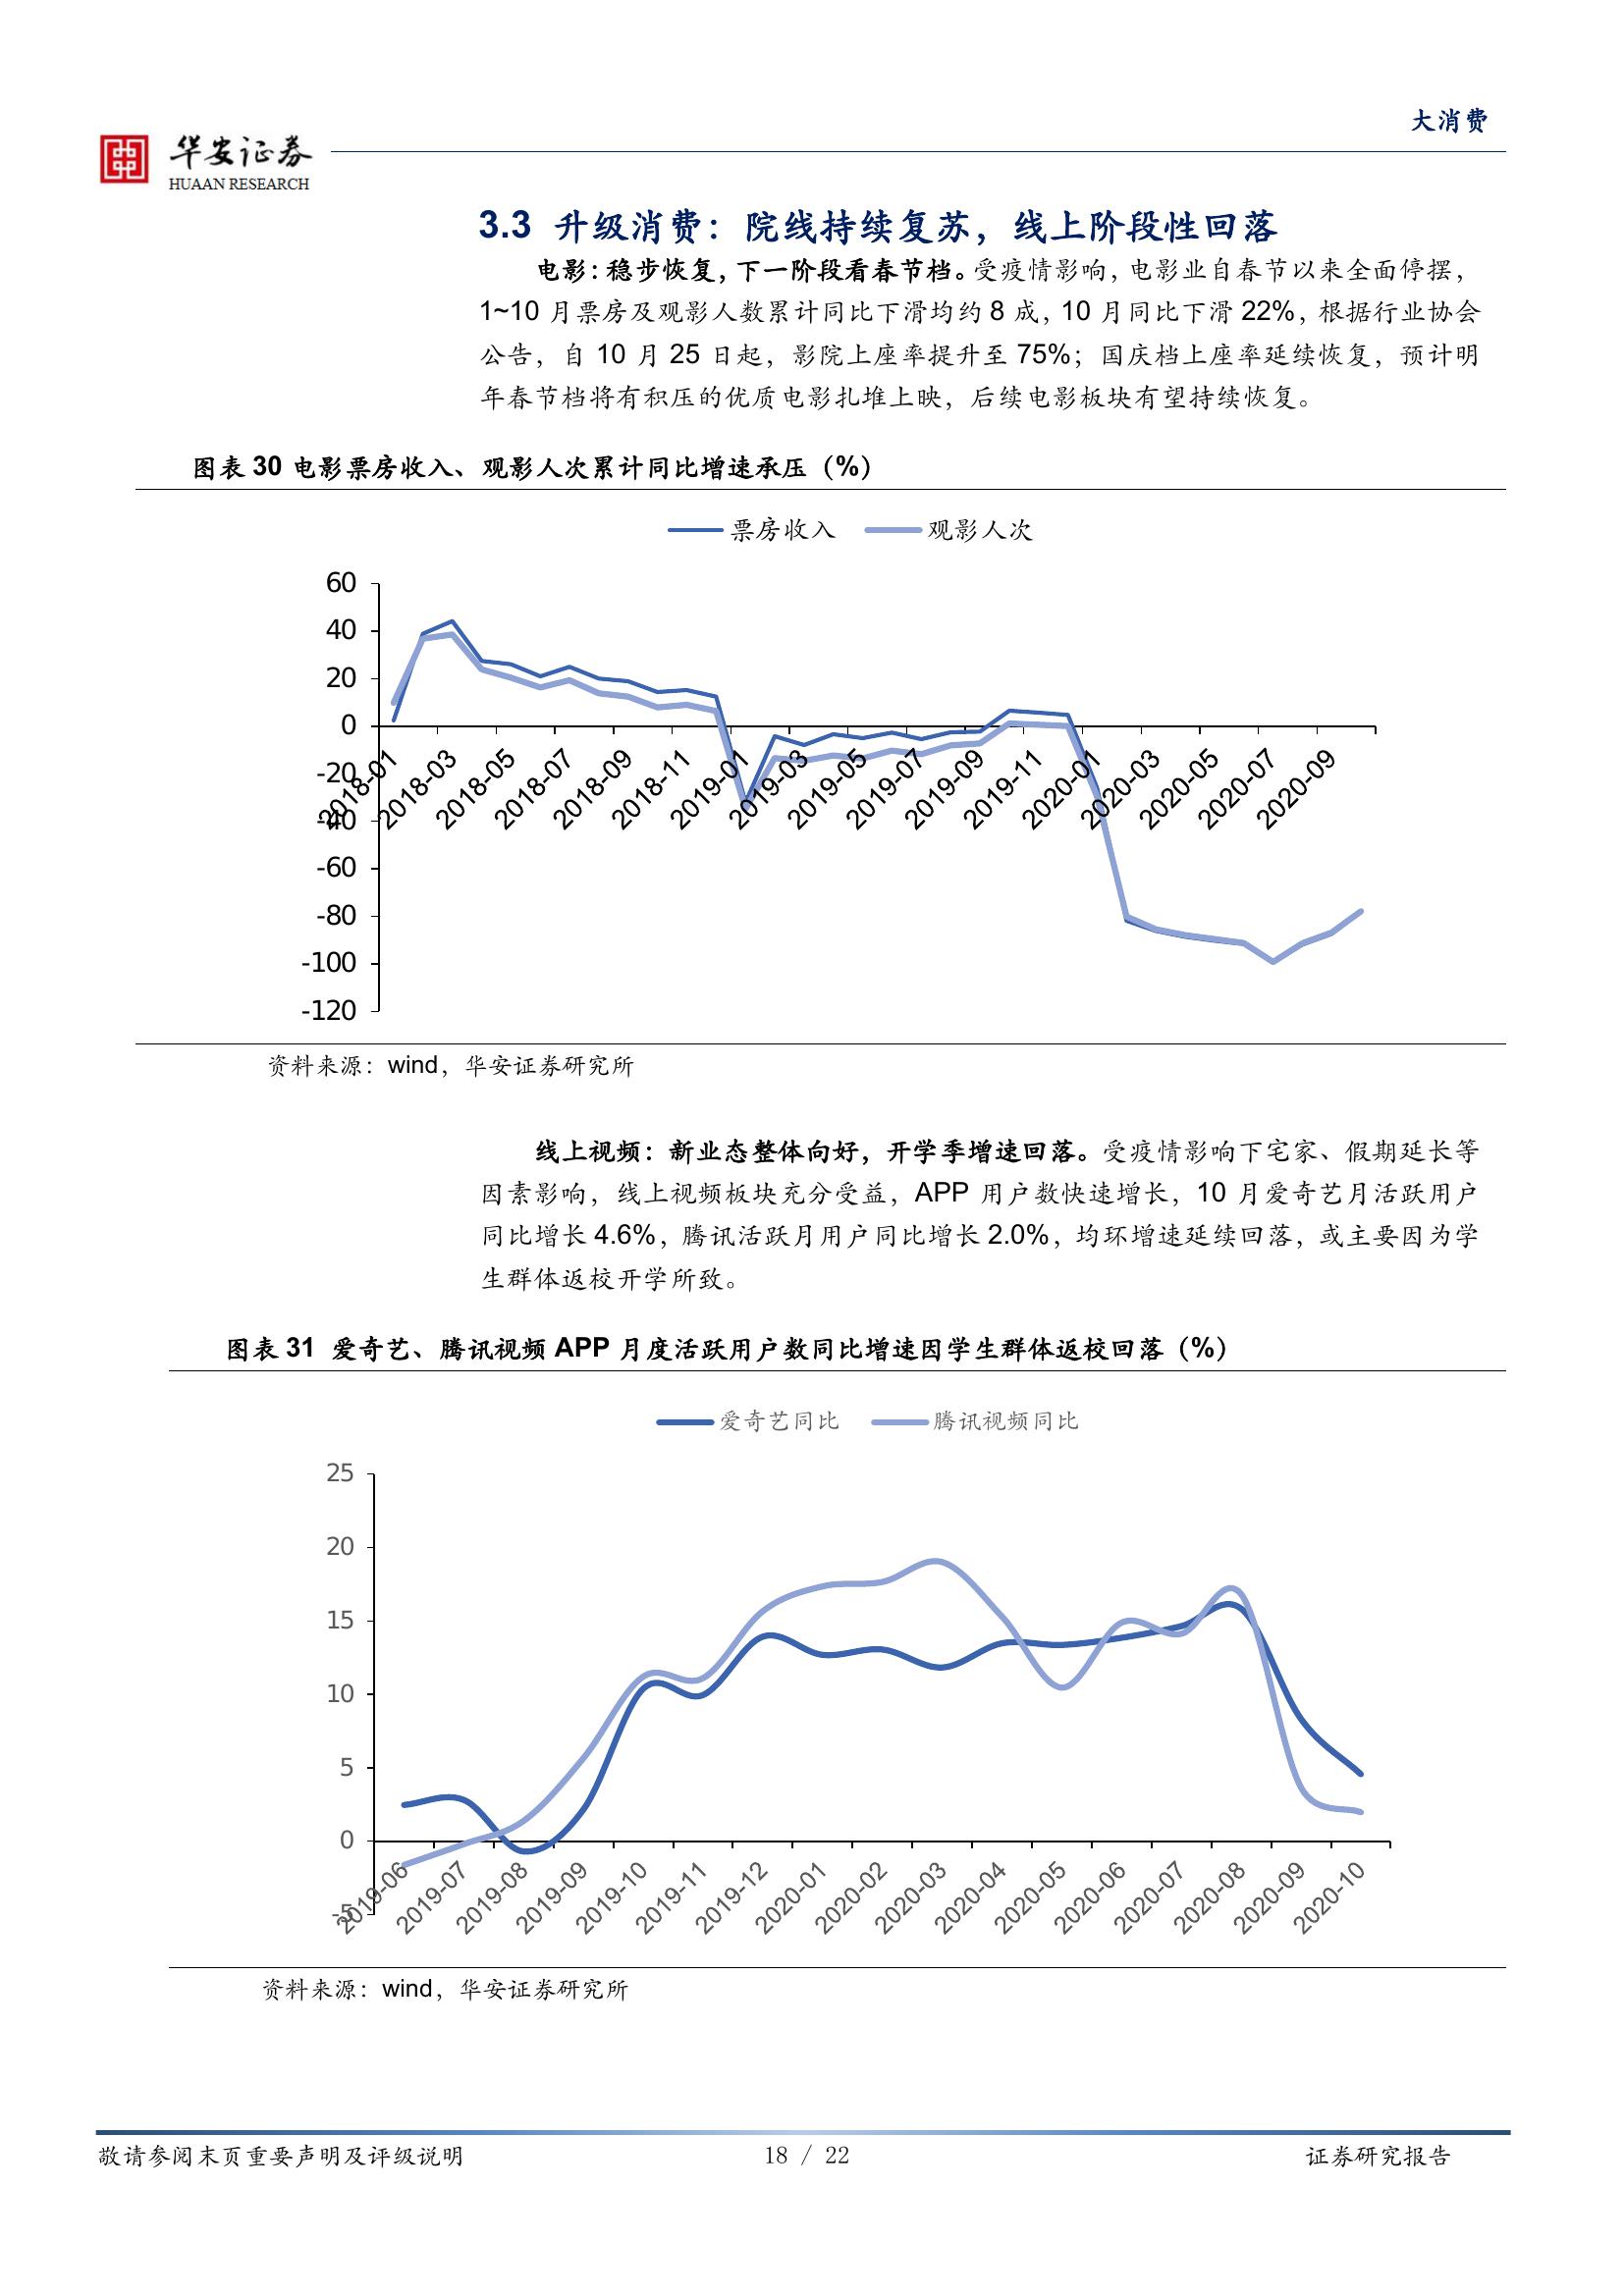 大消费
华安证券
HUAAN RESEARCH
3.3 升级消费：院线持续复苏，线上阶段性回落
电影：稳步恢复，下一阶段看春节档。受疫情影响，电影业自春节以来全面停摆，
1~10 月票房及观影人数累计同比下滑均约 8 成，10 月同比下滑 22%，根据行业协会
公告，自 10 月 25 日起，影院上座率提升至 75%；国庆档上座率延续恢复，预计明
年春节档将有积压的优质电影扎堆上映，后续电影板块有望持续恢复。
图表 30 电影票房收入、观影人次累计同比增速承压（%）
票房收入 观影人次
60
40
20
0
-20
-40
-60
-80
-100
-120
2018-01 2018-03 2018-05 2018-07 2018-09 2018-11 2019-01 2019-03 2019-05 2019-07 2019-09 2019-11 2020-01 2020-03 2020-05 2020-07 2020-09
资料来源：wind，华安证券研究所
线上视频：新业态整体向好，开学季增速回落。受疫情影响下宅家、假期延长等
因素影响，线上视频板块充分受益，APP 用户数快速增长，10 月爱奇艺月活跃用户
同比增长 4.6%，腾讯活跃月用户同比增长 2.0%，均环增速延续回落，或主要因为学
生群体返校开学所致。
图表 31 爱奇艺、腾讯视频 APP 月度活跃用户数同比增速因学生群体返校回落（%）
爱奇艺同比 腾讯视频同比
25
20
15
10
5
0
-5
2019-06 2019-07 2019-08 2019-09 2019-10 2019-11 2019-12 2020-01 2020-02 2020-03 2020-04 2020-05 2020-06 2020-07 2020-08 2020-09 2020-10
资料来源：wind，华安证券研究所
敬请参阅末页重要声明及评级说明 18 / 22 证券研究报告